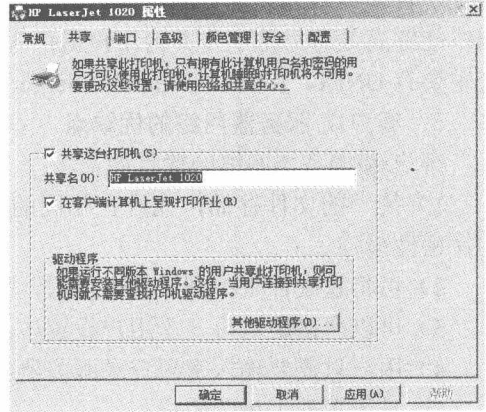 HP LaserJet 1020 属性
常规 共享 端口 高级 颜色管理 安全 配置
如果共享此打印机，只有拥有此计算机用户名和密码的用
户才可以使用此打印机。计算机睡眠时打印机将不可用。
要更改这些设置，请使用网络和共享中心。
共享这台打印机(S)
共享名(H): HP LaserJet 1020
在客户端计算机上呈现打印作业(R)
驱动程序
如果运行不同版本 Windows 的用户共享此打印机，则可
能需要安装其他驱动程序。这样，当用户连接到共享打印
机时就不需要查找打印机驱动程序。
其他驱动程序(D)...
确定 取消 应用(A) 帮助